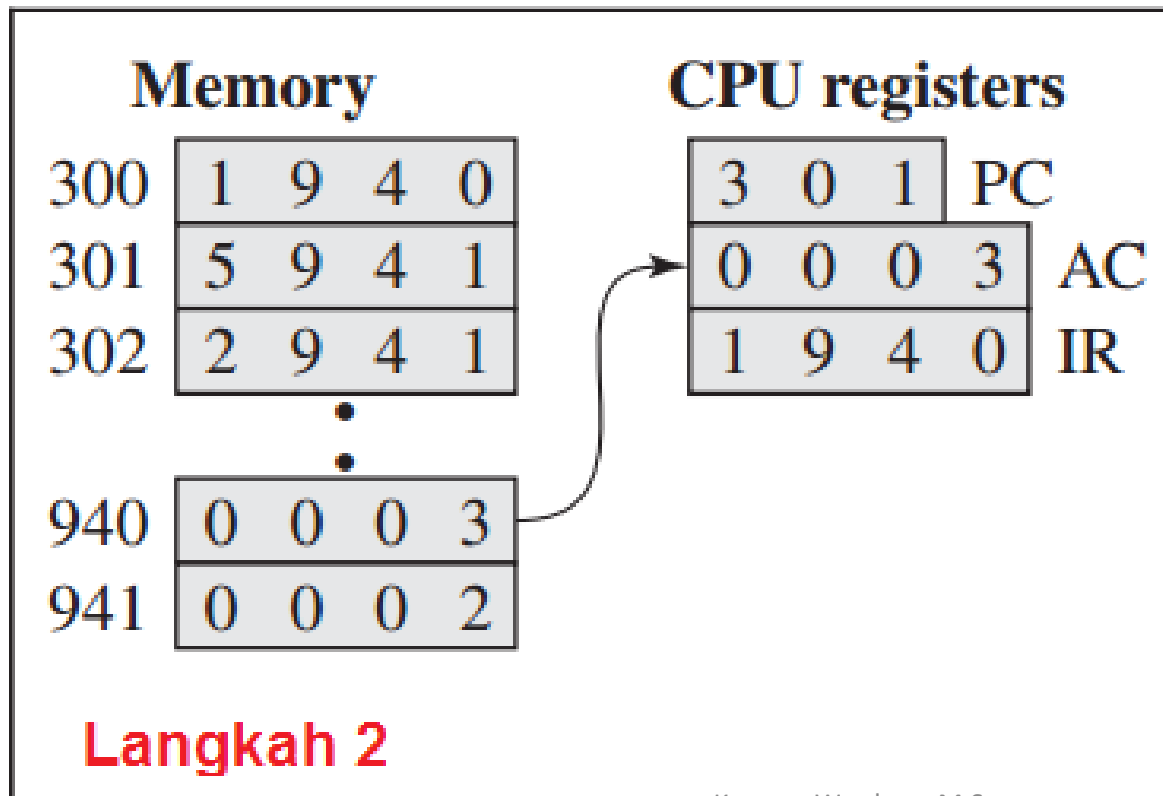 Memory
CPU registers
300 1 9 4 0
301 5 9 4 1
302 2 9 4 1
940 0 0 0 3
941 0 0 0 2
3 0 1 PC
0 0 0 3 AC
1 9 4 0 IR
Langkah 2